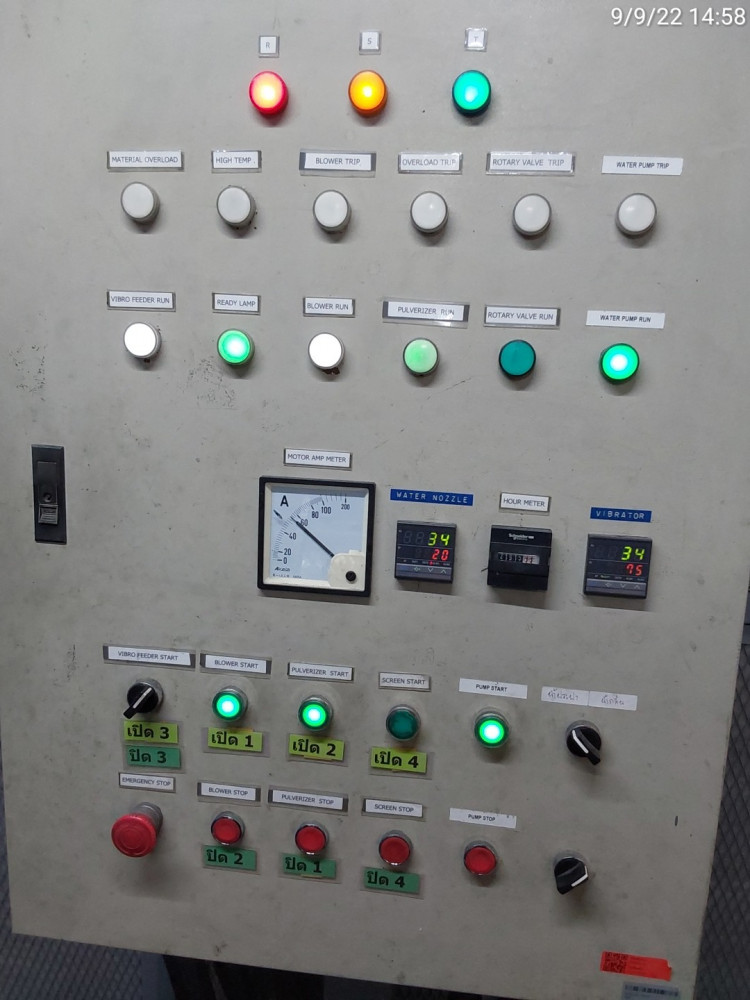 9/9/22 14:58
R
S
T
MATERIAL OVERLOAD
HIGH TEMP.
BLOWER TRIP
OVERLOAD TRIP
ROTARY VALVE TRIP
WATER PUMP TRIP
VIBRO FEEDER RUN
READY LAMP
BLOWER RUN
PULVERIZER RUN
ROTARY VALVE RUN
WATER PUMP RUN
MOTOR AMP METER
WATER NOZZLE
HOUR METER
VIBRATOR
A
0
20
40
60
80
100
200
34
20
Schneider
34
75
VIBRO FEEDER START
BLOWER START
PULVERIZER START
SCREEN START
PUMP START
เปิด 3
เปิด 1
เปิด 2
เปิด 4
ปิด 3
EMERGENCY STOP
BLOWER STOP
PULVERIZER STOP
SCREEN STOP
PUMP STOP
ปิด 2
ปิด 1
ปิด 4